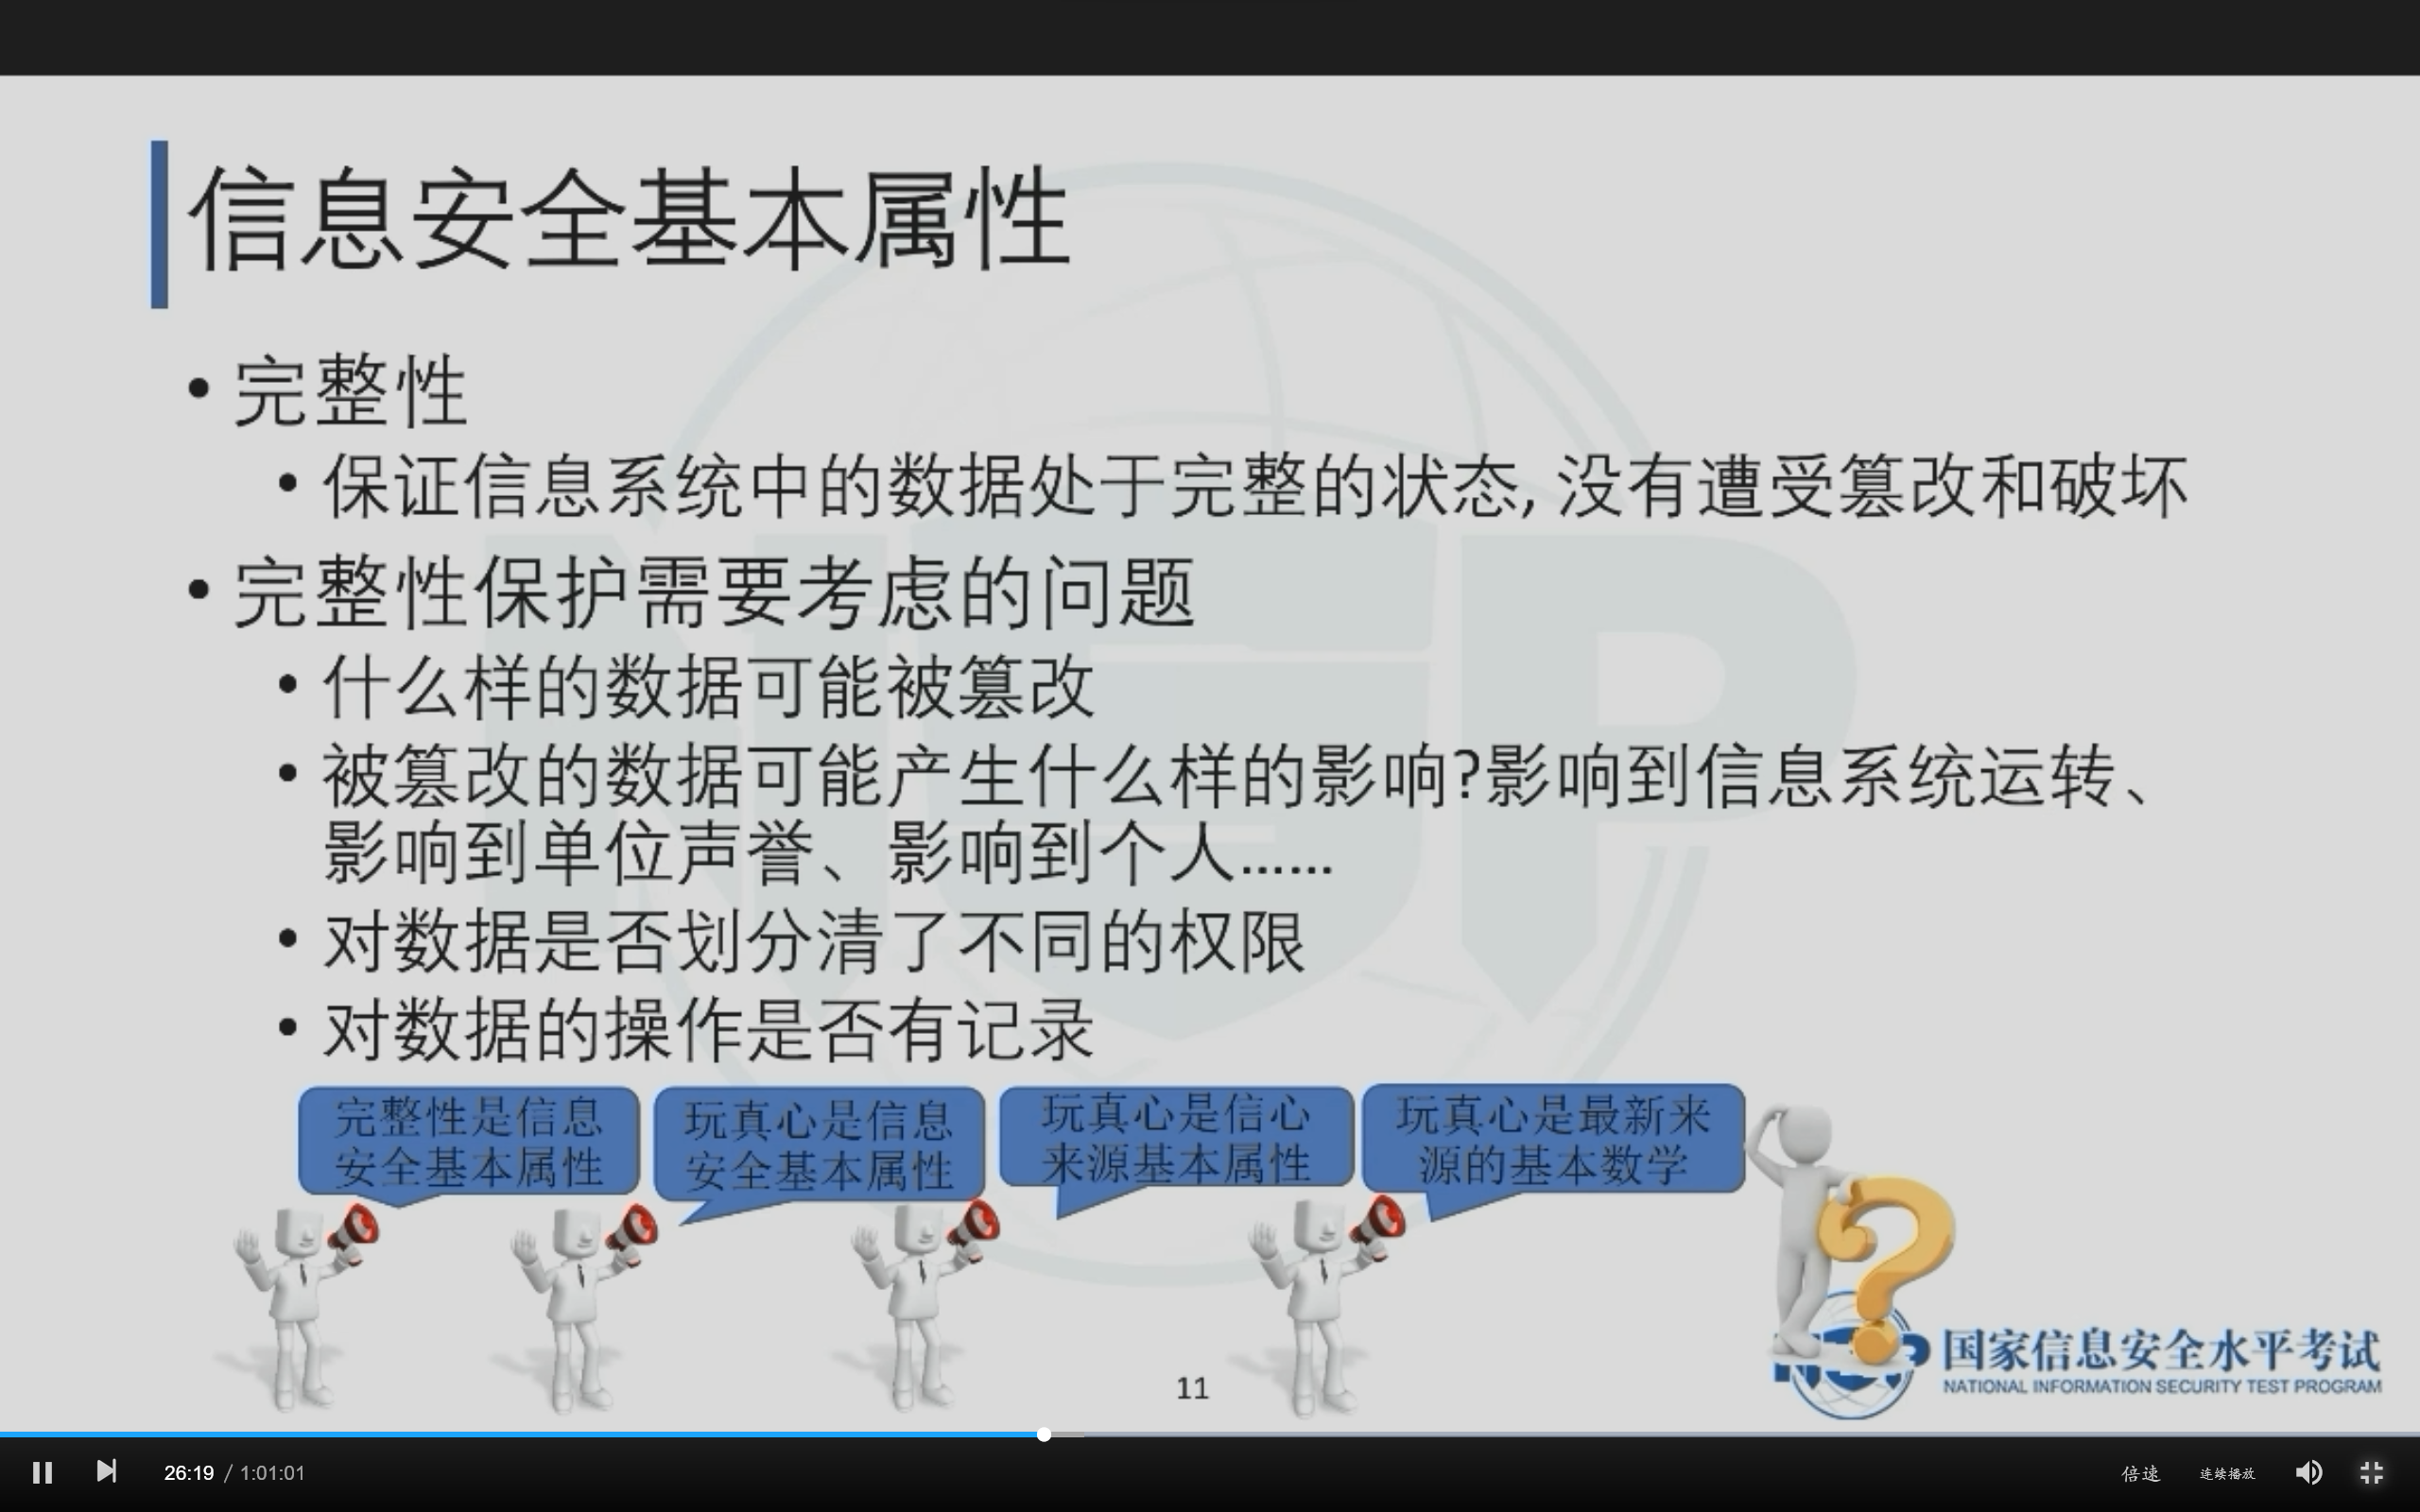 信息安全基本属性
• 完整性
• 保证信息系统中的数据处于完整的状态, 没有遭受篡改和破坏
• 完整性保护需要考虑的问题
• 什么样的数据可能被篡改
• 被篡改的数据可能产生什么样的影响?影响到信息系统运转、
影响到单位声誉、影响到个人……
• 对数据是否划分清了不同的权限
• 对数据的操作是否有记录
完整性是信息
安全基本属性
玩真心是信息
安全基本属性
玩真心是信心
来源基本属性
玩真心是最新来
源的基本数学
11
NISP
国家信息安全水平考试
NATIONAL INFORMATION SECURITY TEST PROGRAM
26:19 / 1:01:01
倍速
连续播放